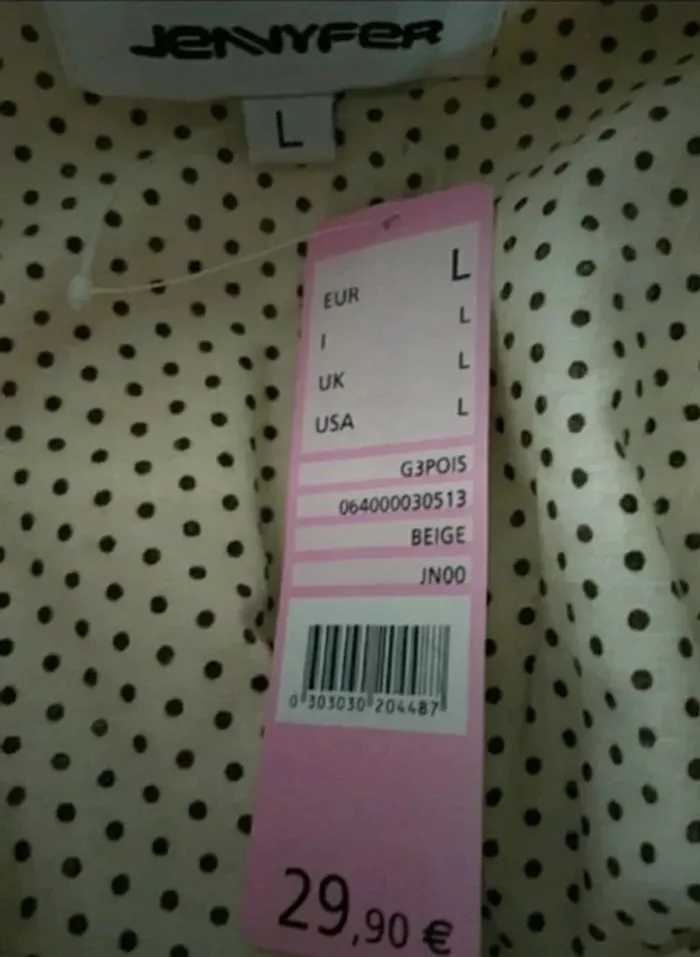 JENNYFER
L
L
EUR L
I L
UK L
USA L
G3POIS
064000030513
BEIGE
JN00
0 303030 204487
29,90 €